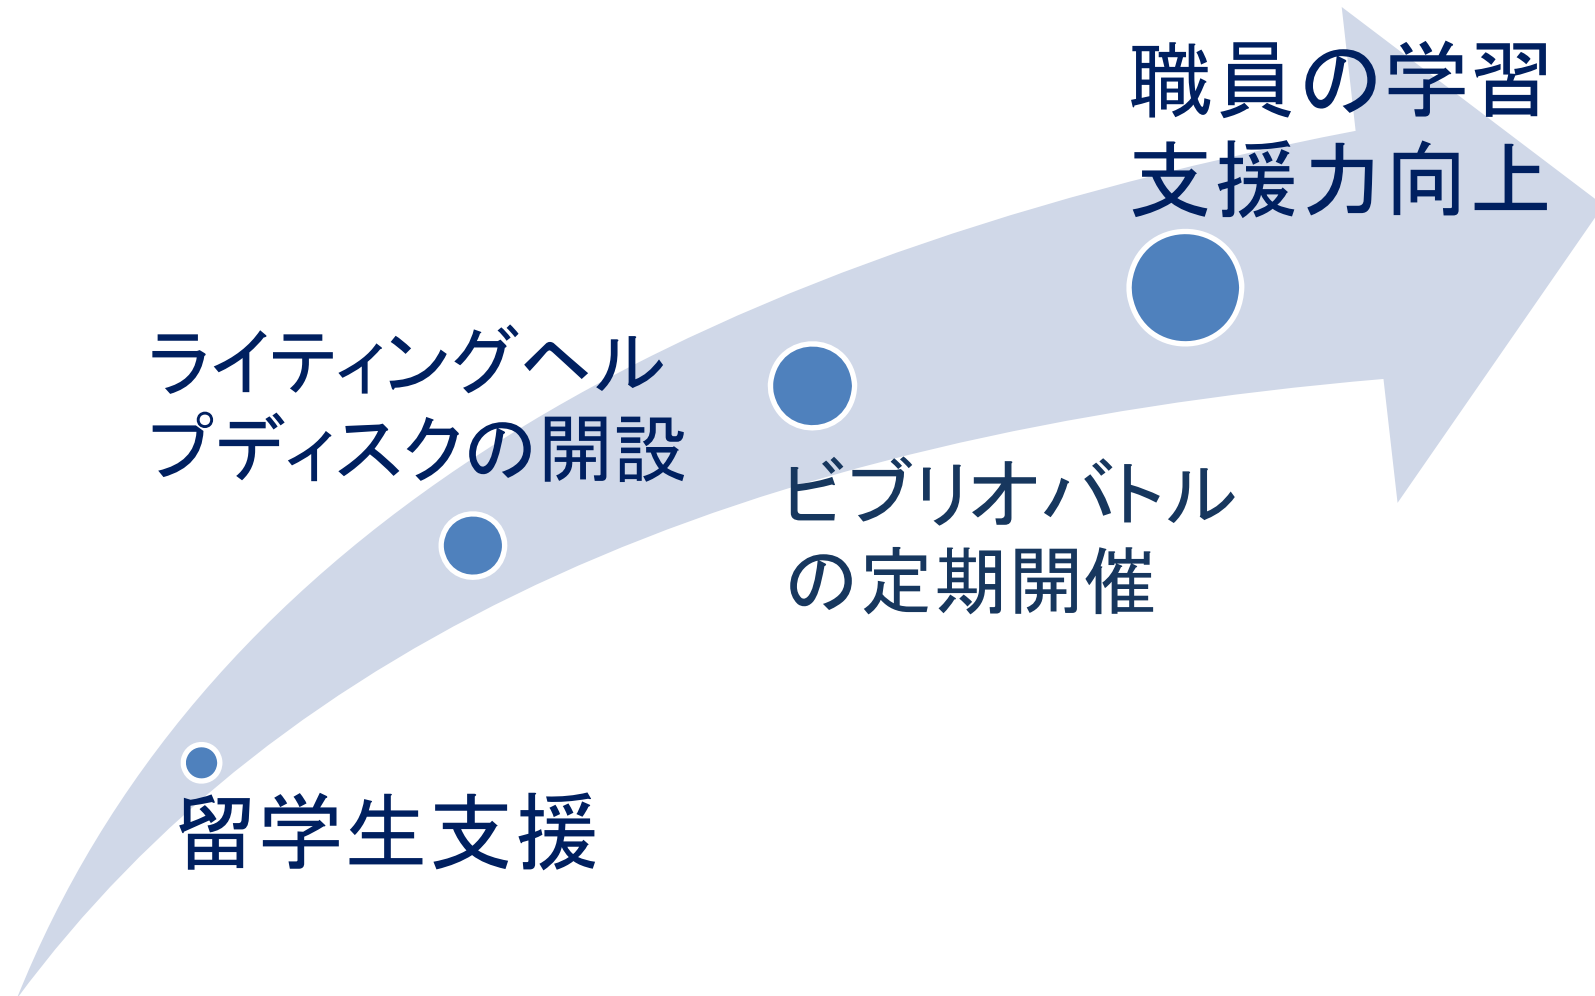 職員の学習
支援力向上
ライティングヘル
プディスクの開設
ビブリオバトル
の定期開催
留学生支援